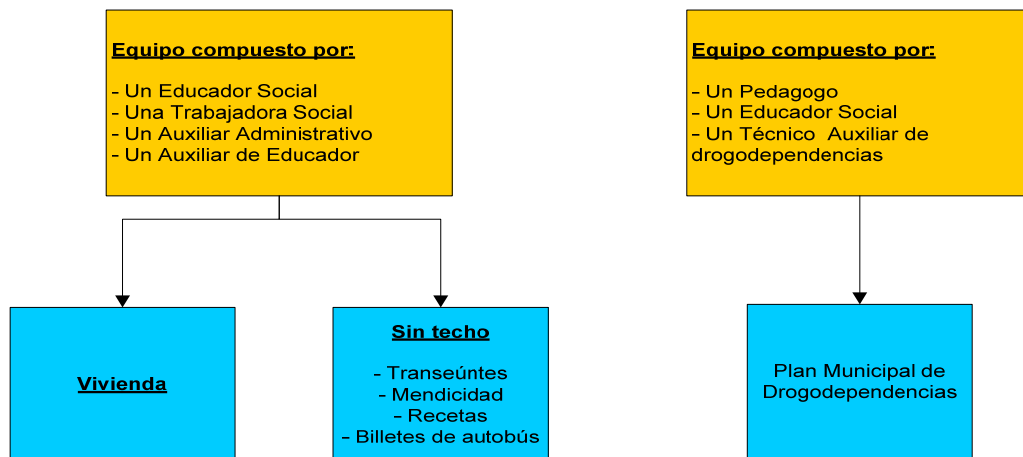 Equipo compuesto por:
- Un Educador Social
- Una Trabajadora Social
- Un Auxiliar Administrativo
- Un Auxiliar de Educador
Equipo compuesto por:
- Un Pedagogo
- Un Educador Social
- Un Técnico Auxiliar de
drogodependencias
Vivienda
Sin techo
- Transeúntes
- Mendicidad
- Recetas
- Billetes de autobús
Plan Municipal de
Drogodependencias